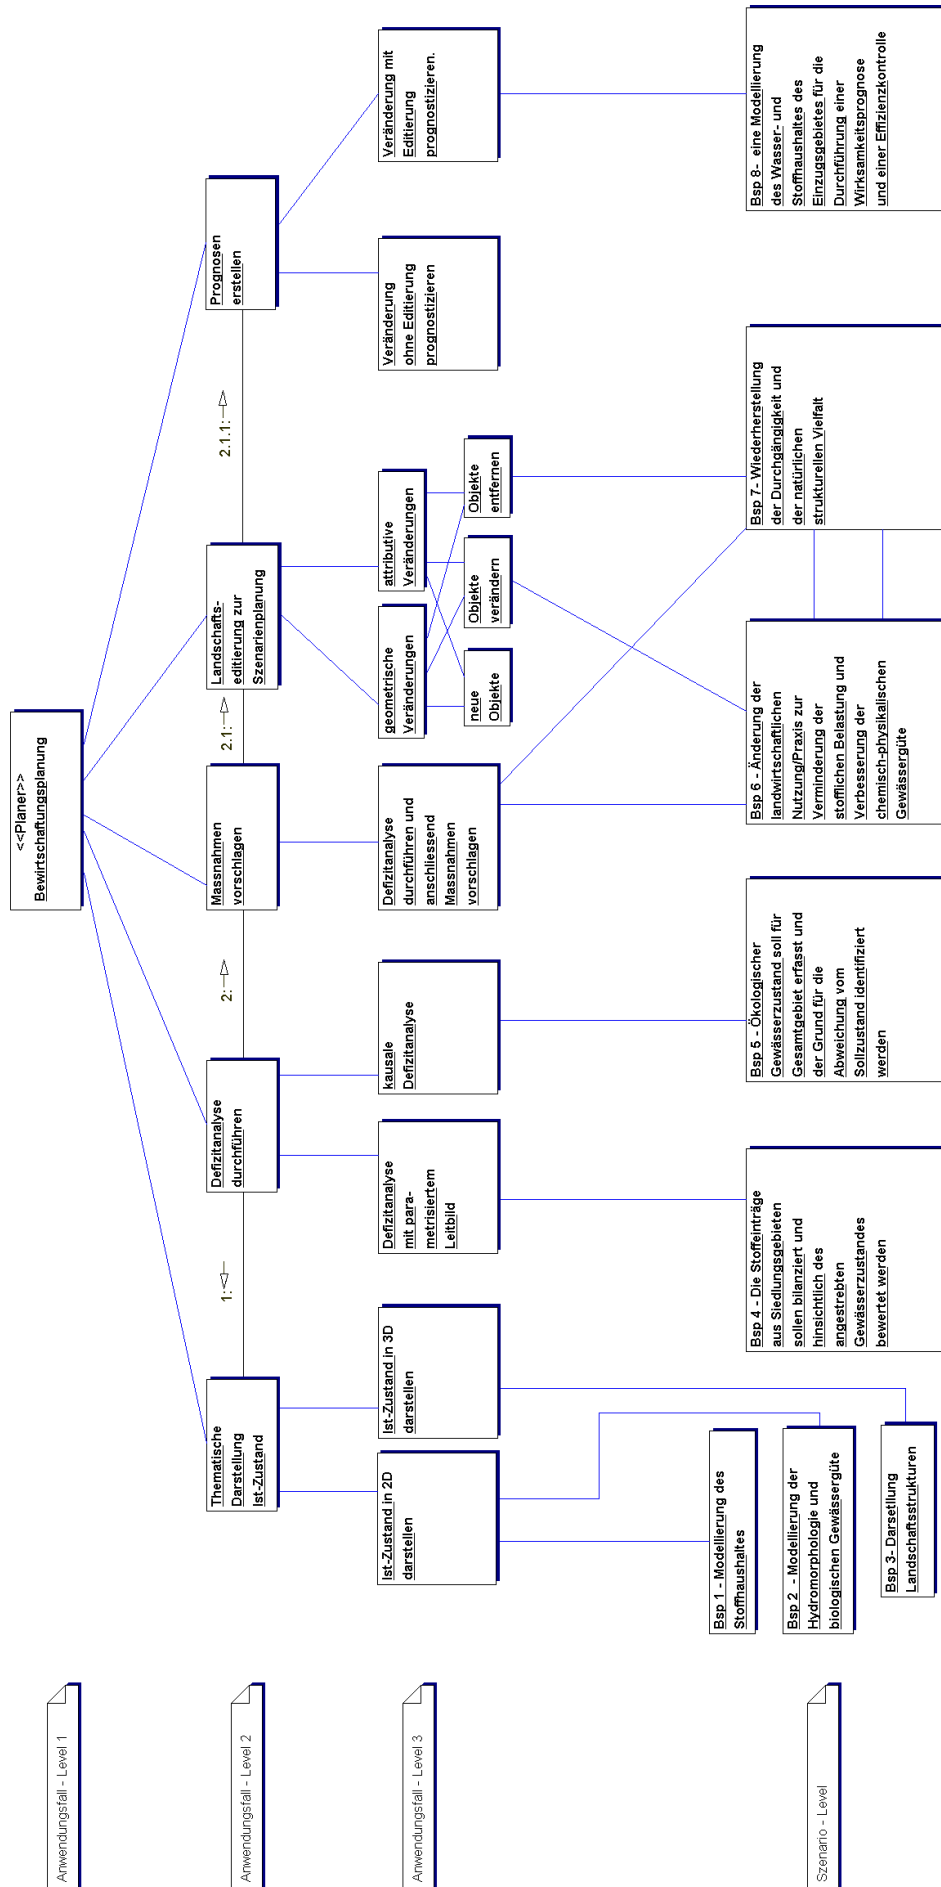 <<Planer>>
Bewirtschaftungsplanung
Anwendungsfall - Level 1
Anwendungsfall - Level 2
Thematische
Darstellung
Ist-Zustand
1:
Defizitanalyse
durchführen
2:
Massnahmen
vorschlagen
2.1:
Landschafts-
editierung zur
Szenarienplanung
2.1.1:
Prognosen
erstellen
Anwendungsfall - Level 3
Ist-Zustand in 2D
darstellen
Ist-Zustand in 3D
darstellen
Defizitanalyse
mit para-
metrisiertem
Leitbild
kausale
Defizitanalyse
Defizitanalyse
durchführen und
anschliessend
Massnahmen
vorschlagen
geometrische
Veränderungen
attributive
Veränderungen
neue
Objekte
Objekte
verändern
Objekte
entfernen
Veränderung
ohne Editierung
prognostizieren
Veränderung mit
Editierung
prognostizieren.
Szenario - Level
Bsp 1 - Modellierung des
Stoffhaushaltes
Bsp 2 - Modellierung der
Hydromorphologie und
biologischen Gewässergüte
Bsp 3- Darsetllung
Landschaftsstrukturen
Bsp 4 - Die Stoffeinträge
aus Siedlungsgebieten
sollen bilanziert und
hinsichtlich des
angestrebten
Gewässerzustandes
bewertet werden
Bsp 5 - Ökologischer
Gewässerzustand soll für
Gesamtgebiet erfasst und
der Grund für die
Abweichung vom
Sollzustand identifiziert
werden
Bsp 6 - Änderung der
landwirtschaftlichen
Nutzung/Praxis zur
Verminderung der
stofflichen Belastung und
Verbesserung der
chemisch-physikalischen
Gewässergüte
Bsp 7- Wiederherstellung
der Durchgängigkeit und
der natürlichen
strukturellen Vielfalt
Bsp 8- eine Modellierung
des Wasser- und
Stoffhaushaltes des
Einzugsgebietes für die
Durchführung einer
Wirksamkeitsprognose
und einer Effizienzkontrolle